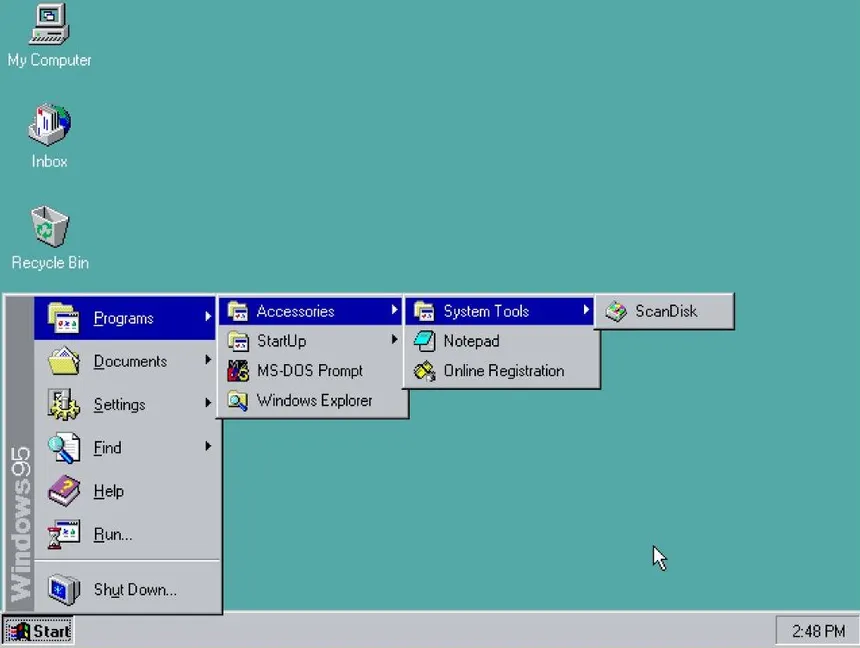 My Computer
Inbox
Recycle Bin
Programs
Documents
Settings
Find
Help
Run...
Shut Down...
Windows95
Accessories
StartUp
MS-DOS Prompt
Windows Explorer
System Tools
Notepad
Online Registration
ScanDisk
Start
2:48 PM